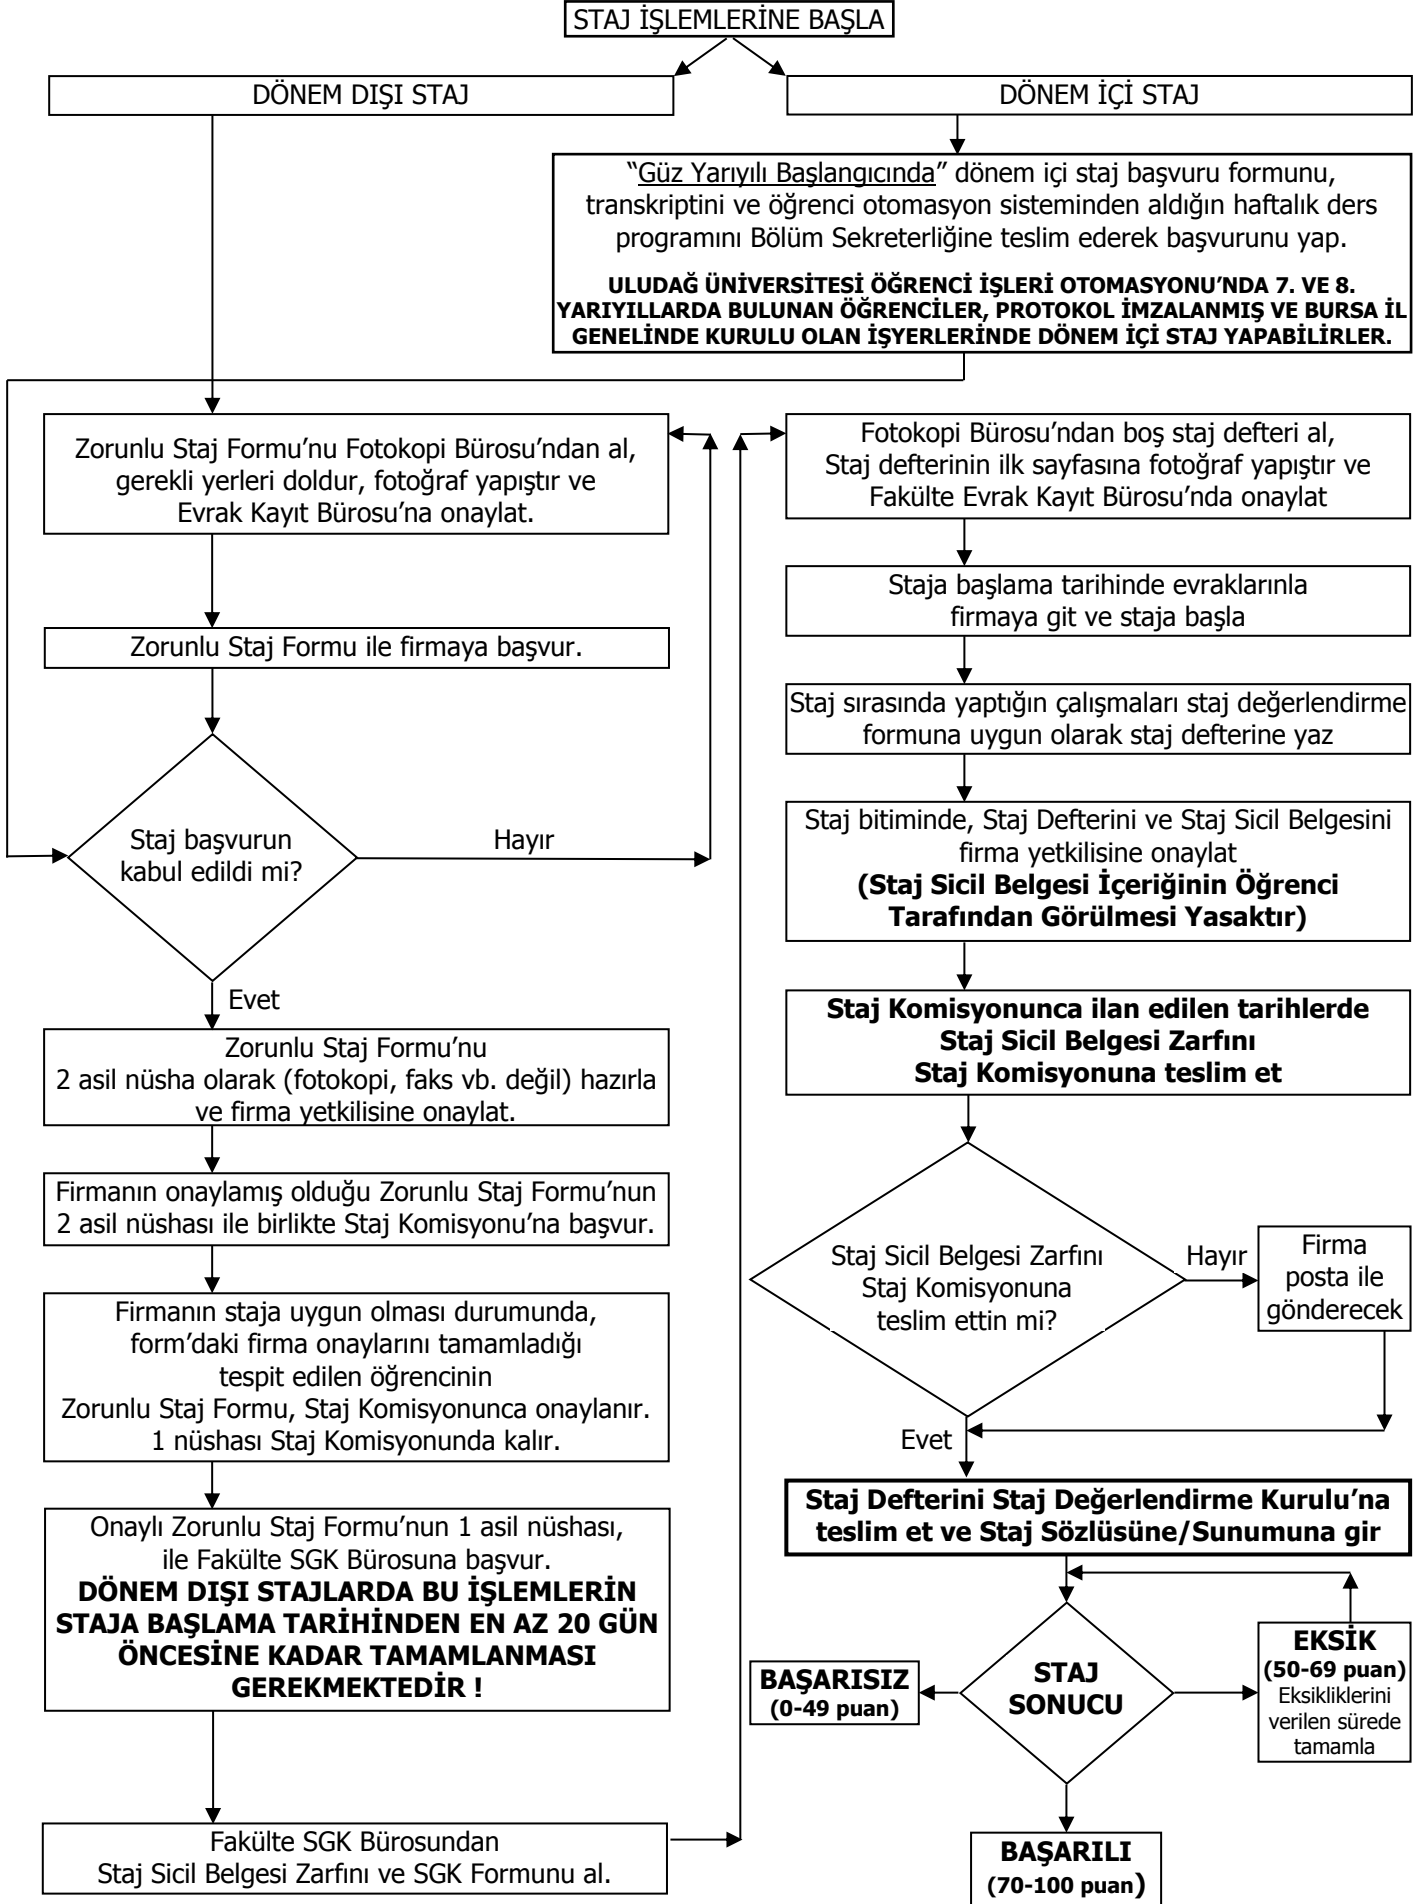 STAJ İŞLEMLERİNE BAŞLA
DÖNEM DIŞI STAJ
DÖNEM İÇİ STAJ
“Güz Yarıyılı Başlangıcında” dönem içi staj başvuru formunu,
transkriptini ve öğrenci otomasyon sisteminden aldığın haftalık ders
programını Bölüm Sekreterliğine teslim ederek başvurunu yap.
ULUDAĞ ÜNİVERSİTESİ ÖĞRENCİ İŞLERİ OTOMASYONU’NDA 7. VE 8.
YARIYILLARDA BULUNAN ÖĞRENCİLER, PROTOKOL İMZALANMIŞ VE BURSA İL
GENELİNDE KURULU OLAN İŞYERLERİNDE DÖNEM İÇİ STAJ YAPABİLİRLER.
Zorunlu Staj Formu’nu Fotokopi Bürosu’ndan al,
gerekli yerleri doldur, fotoğraf yapıştır ve
Evrak Kayıt Bürosu’na onaylat.
Zorunlu Staj Formu ile firmaya başvur.
Staj başvurun
kabul edildi mi?
Hayır
Evet
Zorunlu Staj Formu’nu
2 asil nüsha olarak (fotokopi, faks vb. değil) hazırla
ve firma yetkilisine onaylat.
Firmanın onaylamış olduğu Zorunlu Staj Formu’nun
2 asil nüshası ile birlikte Staj Komisyonu’na başvur.
Firmanın staja uygun olması durumunda,
form’daki firma onaylarını tamamladığı
tespit edilen öğrencinin
Zorunlu Staj Formu, Staj Komisyonunca onaylanır.
1 nüshası Staj Komisyonunda kalır.
Onaylı Zorunlu Staj Formu’nun 1 asil nüshası,
ile Fakülte SGK Bürosuna başvur.
DÖNEM DIŞI STAJLARDA BU İŞLEMLERİN
STAJA BAŞLAMA TARİHİNDEN EN AZ 20 GÜN
ÖNCESİNE KADAR TAMAMLANMASI
GEREKMEKTEDİR !
Fakülte SGK Bürosundan
Staj Sicil Belgesi Zarfını ve SGK Formunu al.
Fotokopi Bürosu’ndan boş staj defteri al,
Staj defterinin ilk sayfasına fotoğraf yapıştır ve
Fakülte Evrak Kayıt Bürosu’nda onaylat
Staja başlama tarihinde evraklarınla
firmaya git ve staja başla
Staj sırasında yaptığın çalışmaları staj değerlendirme
formuna uygun olarak staj defterine yaz
Staj bitiminde, Staj Defterini ve Staj Sicil Belgesini
firma yetkilisine onaylat
(Staj Sicil Belgesi İçeriğinin Öğrenci
Tarafından Görülmesi Yasaktır)
Staj Komisyonunca ilan edilen tarihlerde
Staj Sicil Belgesi Zarfını
Staj Komisyonuna teslim et
Staj Sicil Belgesi Zarfını
Staj Komisyonuna
teslim ettin mi?
Hayır
Firma
posta ile
gönderecek
Evet
Staj Defterini Staj Değerlendirme Kurulu’na
teslim et ve Staj Sözlüsüne/Sunumuna gir
STAJ
SONUCU
BAŞARISIZ
(0-49 puan)
EKSİK
(50-69 puan)
Eksikliklerini
verilen sürede
tamamla
BAŞARILI
(70-100 puan)